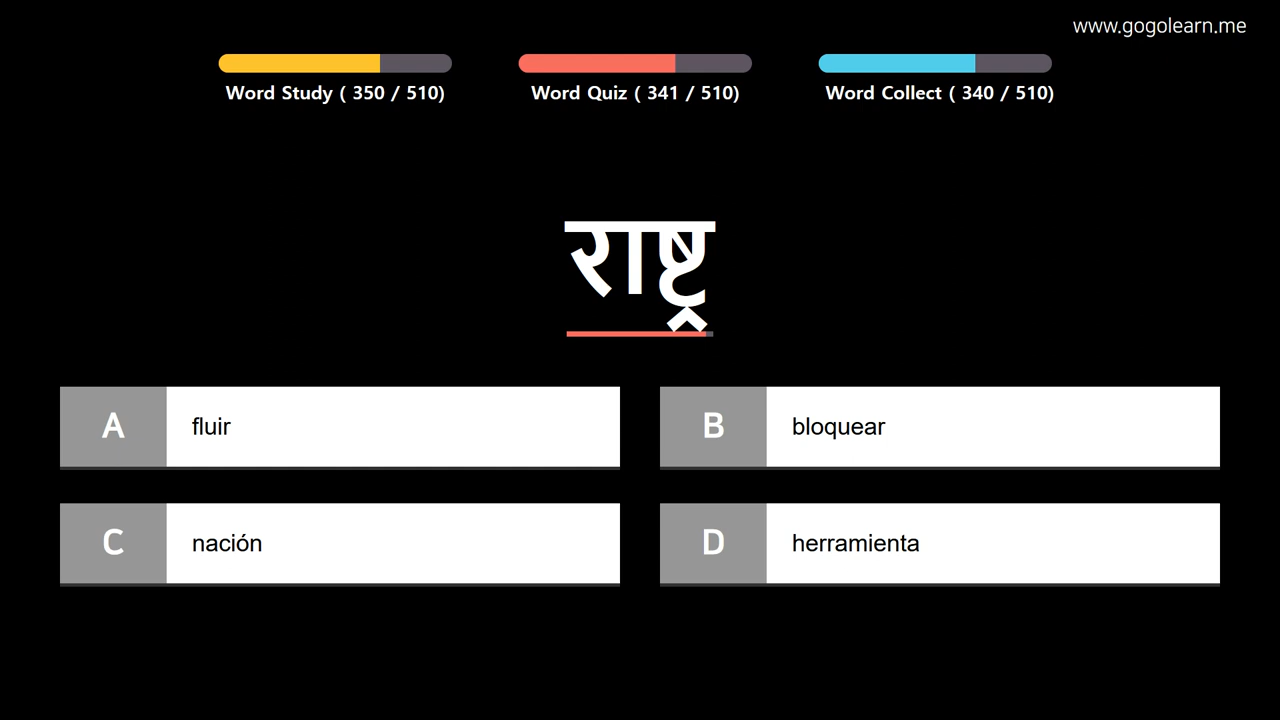 www.gogolearn.me
Word Study ( 350 / 510)
Word Quiz ( 341 / 510)
Word Collect ( 340 / 510)
राष्ट्र
A fluir
B bloquear
C nación
D herramienta